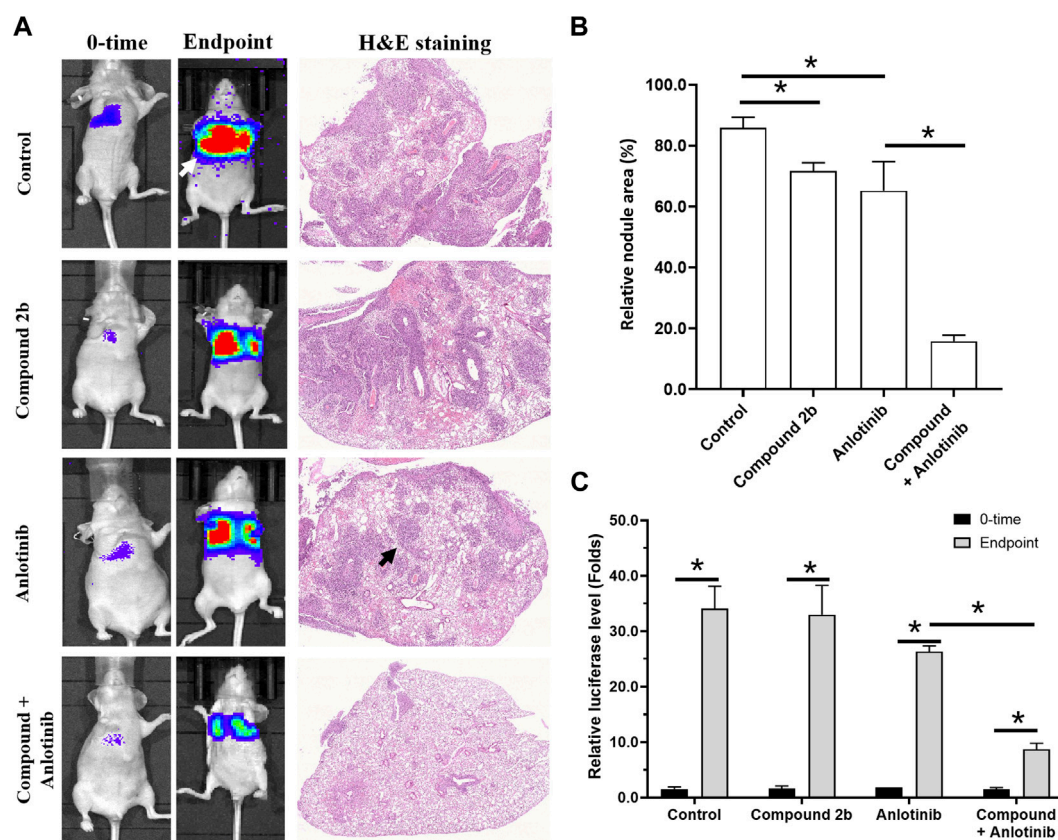 A
0-time
Endpoint
H&E staining
Control
Compound 2b
Anlotinib
Compound +
Anlotinib
B
Relative nodule area (%)
100.0
80.0
60.0
40.0
20.0
0.0
*
*
*
Control
Compound 2b
Anlotinib
Compound
+ Anlotinib
C
Relative luciferase level (Folds)
50.0
40.0
30.0
20.0
10.0
0.0
0-time
Endpoint
*
*
*
*
*
Control
Compound 2b
Anlotinib
Compound
+ Anlotinib